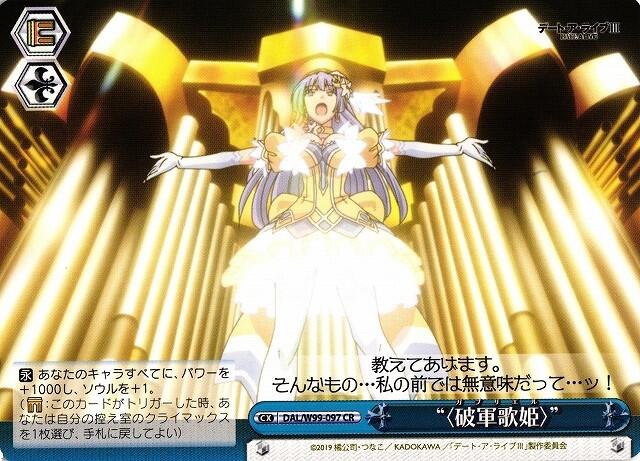 デート・ア・ライブⅢ
DATE A LIVE
永 あなたのキャラすべてに、パワーを
+1000し、ソウルを+1。
(:このカードがトリガーした時、あ
なたは自分の控え室のクライマックス
を1枚選び、手札に戻してよい)
教えてあげます。
そんなもの…私の前では無意味だって…ッ!
CX DAL/W99-097 CR
ガブリエル
“〈破軍歌姫〉”
©2019 橘公司・つなこ/ KADOKAWA /「デート・ア・ライブⅢ」製作委員会